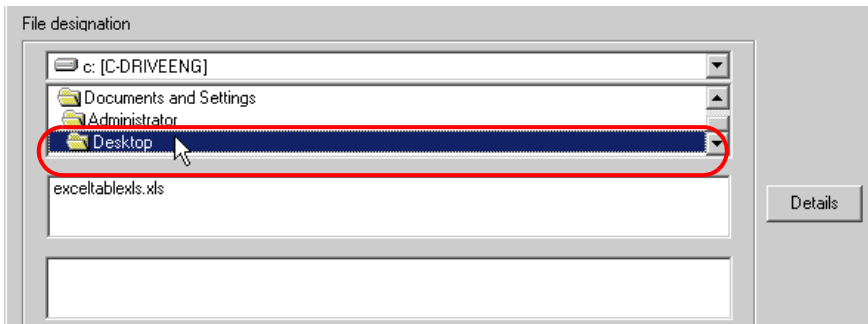 File designation
c: [C-DRIVEENG]
Documents and Settings
Administrator
Desktop
exceltablexls.xls
Details